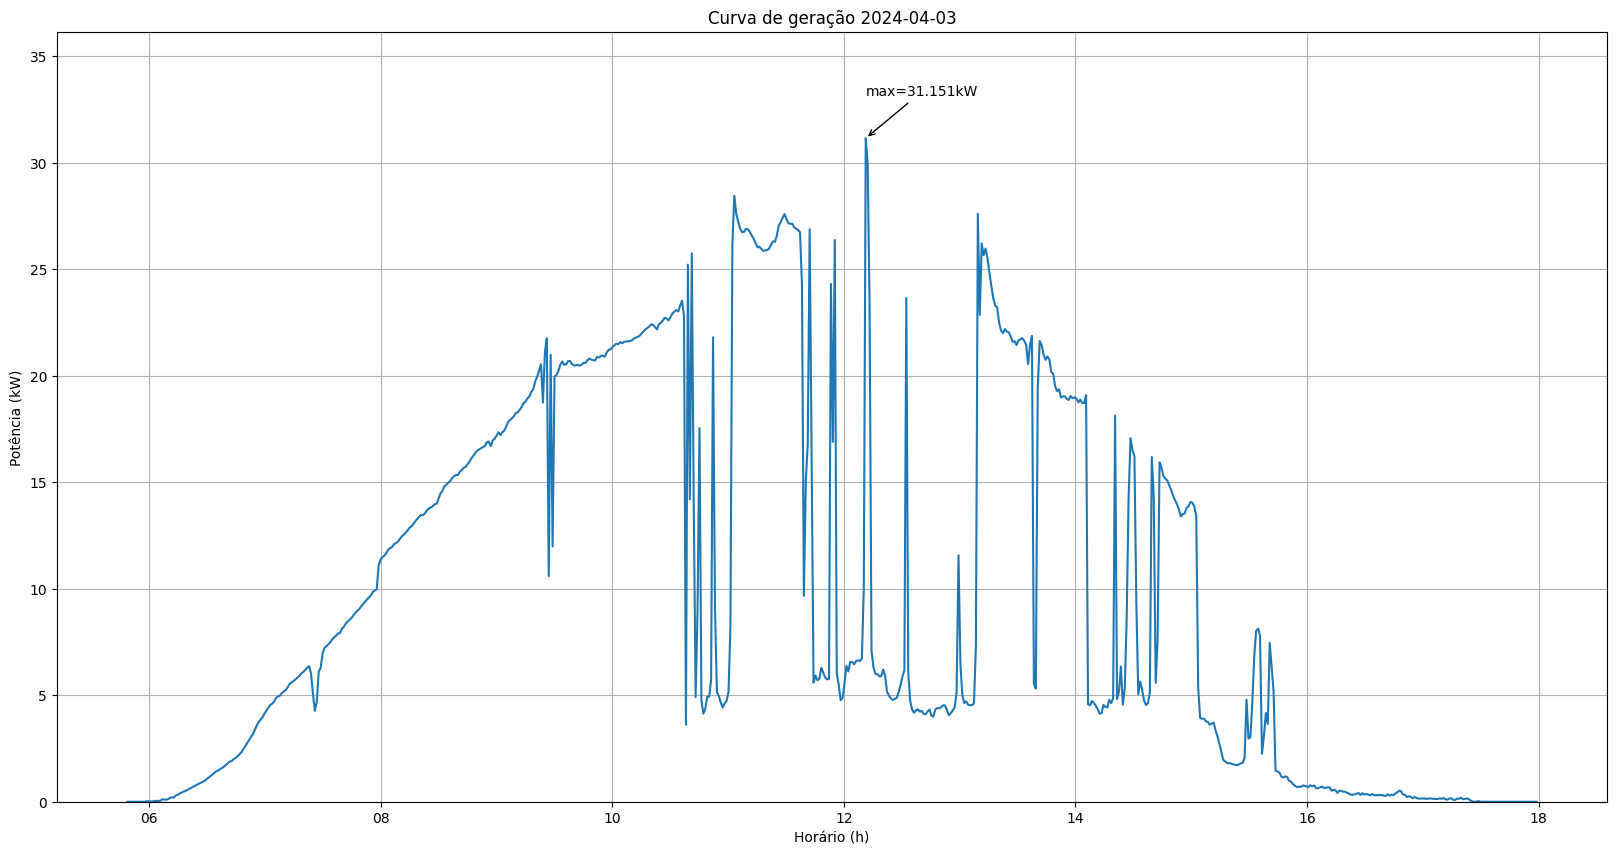 Curva de geração 2024-04-03
35
max=31.151kW
30
25
20
15
10
5
0
Potência (kW)
06 08 10 12 14 16 18
Horário (h)